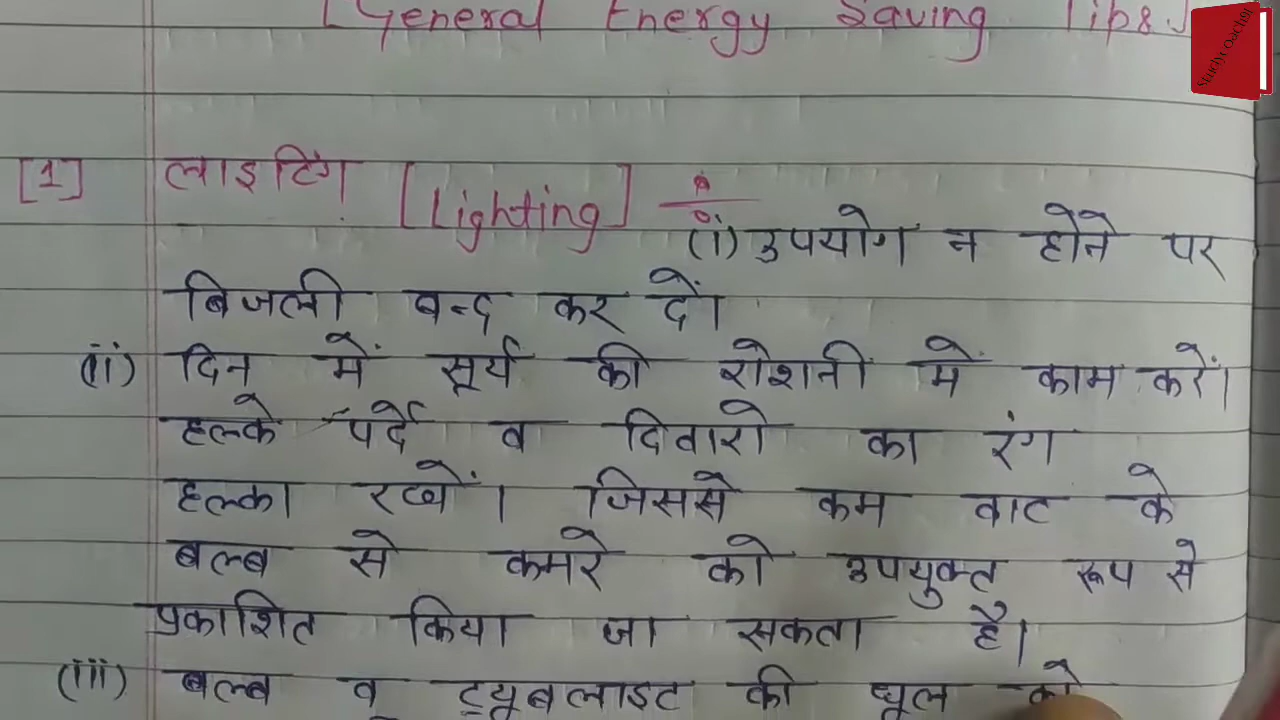 [General Energy Saving Tips]
Studycoach91
[1] लाइटिंग [Lighting] :
(i) उपयोग न होने पर
बिजली बन्द कर दें।
(ii) दिन में सूर्य की रोशनी में काम करें।
हल्के पर्दे व दिवारो का रंग
हल्का रखें। जिससे कम वाट के
बल्ब से कमरे को उपयुक्त रूप से
प्रकाशित किया जा सकता है।
(iii) बल्ब व ट्यूबलाइट की धूल को